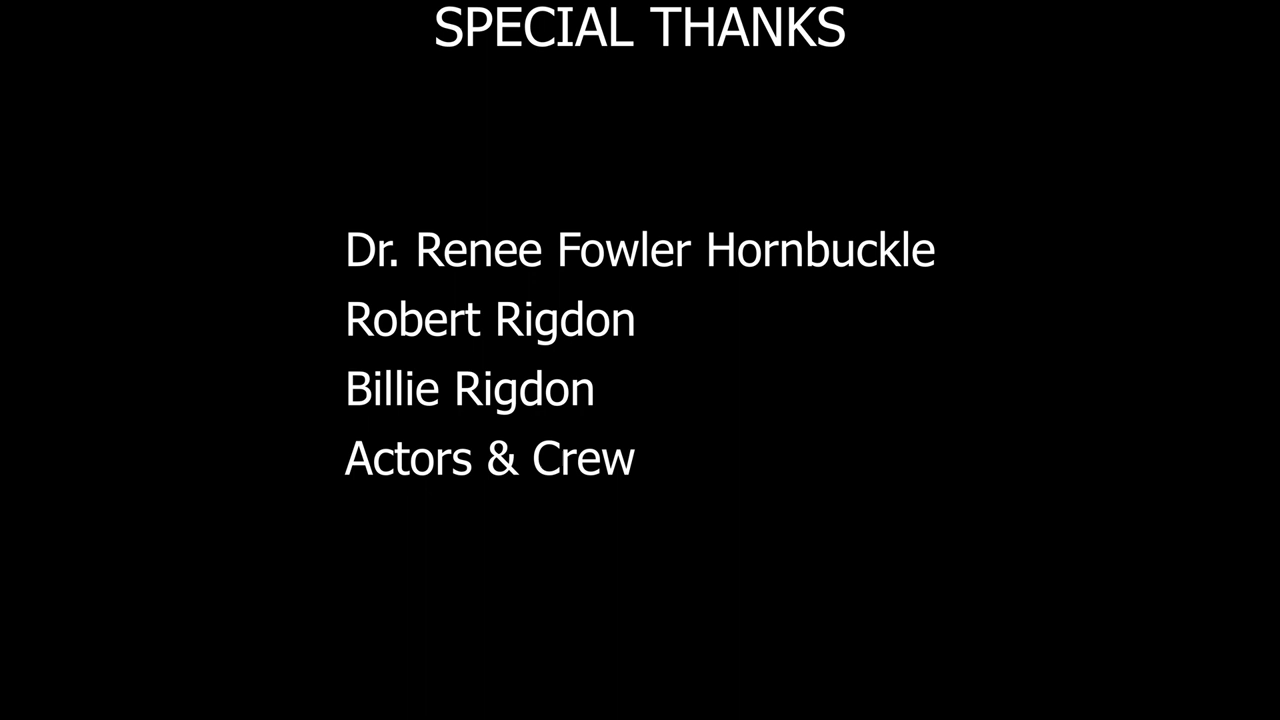 SPECIAL THANKS
Dr. Renee Fowler Hornbuckle
Robert Rigdon
Billie Rigdon
Actors & Crew